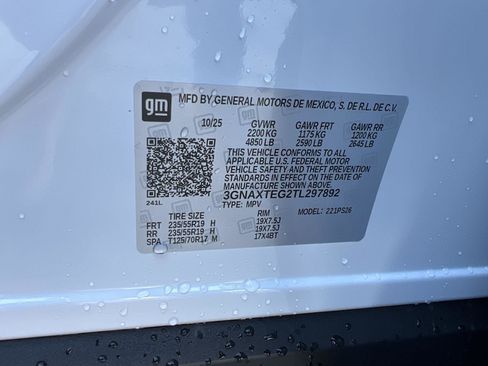 gm
MFD BY GENERAL MOTORS DE MEXICO, S. DE R.L. DE C.V.
10/25 GVWR GAWR FRT GAWR RR
2200 KG 1175 KG 1200 KG
4850 LB 2590 LB 2645 LB
THIS VEHICLE CONFORMS TO ALL
APPLICABLE U.S. FEDERAL MOTOR
VEHICLE SAFETY AND THEFT PREVENTION
STANDARDS IN EFFECT ON THE DATE OF
MANUFACTURE SHOWN ABOVE.
3GNAXTEG2TL297892
241L TYPE: MPV
TIRE SIZE RIM MODEL: 221PS26
FRT 235/55R19 H 19X7.5J
RR 235/55R19 H 19X7.5J
SPA T125/70R17 M 17X4BT